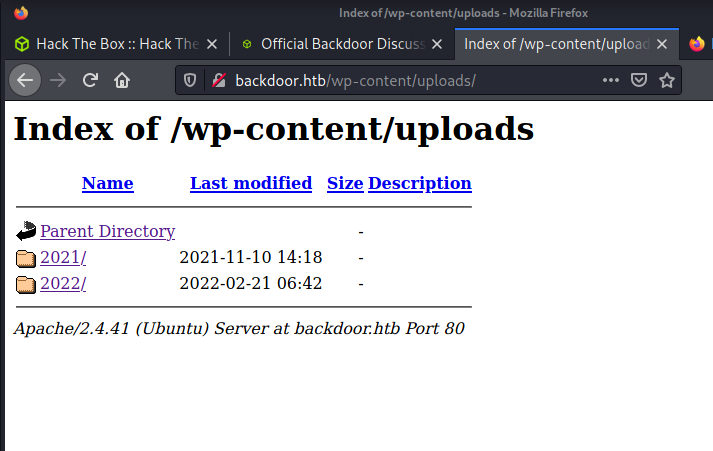 Index of /wp-content/uploads - Mozilla Firefox
Hack The Box :: Hack The
Official Backdoor Discuss
Index of /wp-content/upload
backdoor.htb/wp-content/uploads/
Index of /wp-content/uploads
Name Last modified Size Description
Parent Directory -
2021/ 2021-11-10 14:18 -
2022/ 2022-02-21 06:42 -
Apache/2.4.41 (Ubuntu) Server at backdoor.htb Port 80